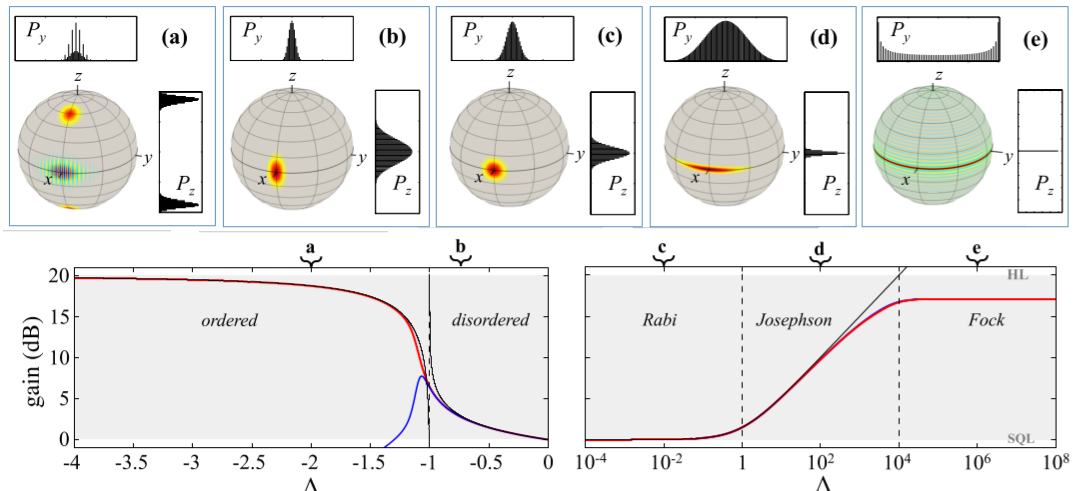 P_y (a)
z
y
x
P_z
P_y (b)
z
y
x
P_z
P_y (c)
z
y
x
P_z
P_y (d)
z
y
x
P_z
P_y (e)
z
y
x
P_z
a b c d e
20
15
10
5
0
gain (dB)
ordered disordered
-4 -3.5 -3 -2.5 -2 -1.5 -1 -0.5 0
Λ
Rabi Josephson Fock
HL
SQL
10^-4 10^-2 1 10^2 10^4 10^6 10^8
Λ